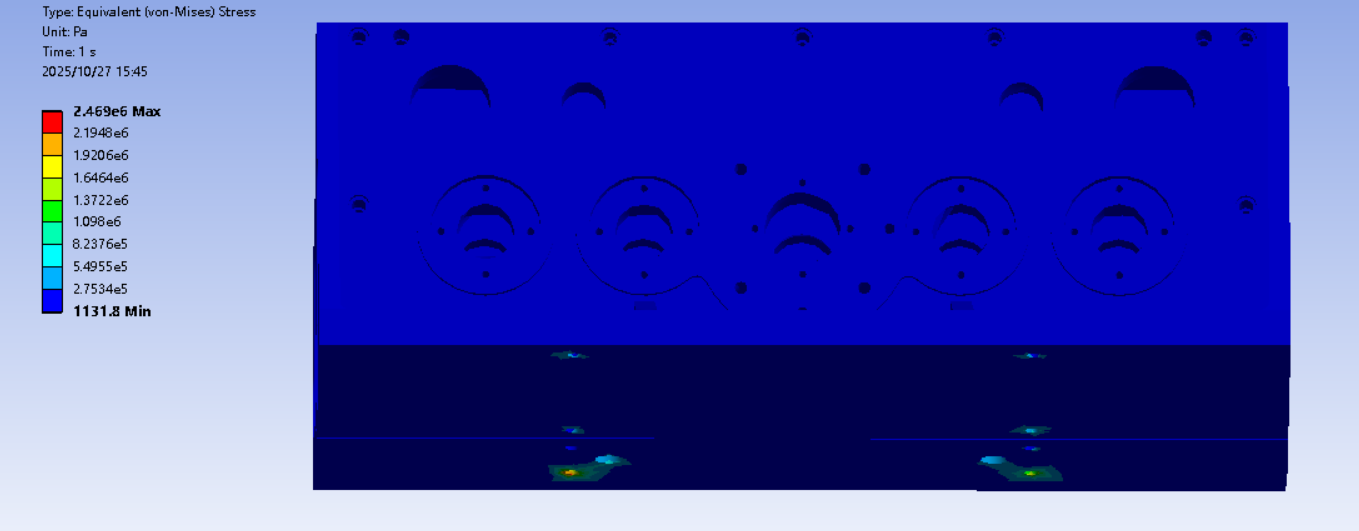 Type: Equivalent (von-Mises) Stress
Unit: Pa
Time: 1 s
2025/10/27 15:45
2.469e6 Max
2.1948e6
1.9206e6
1.6464e6
1.3722e6
1.098e6
8.2376e5
5.4955e5
2.7534e5
1131.8 Min